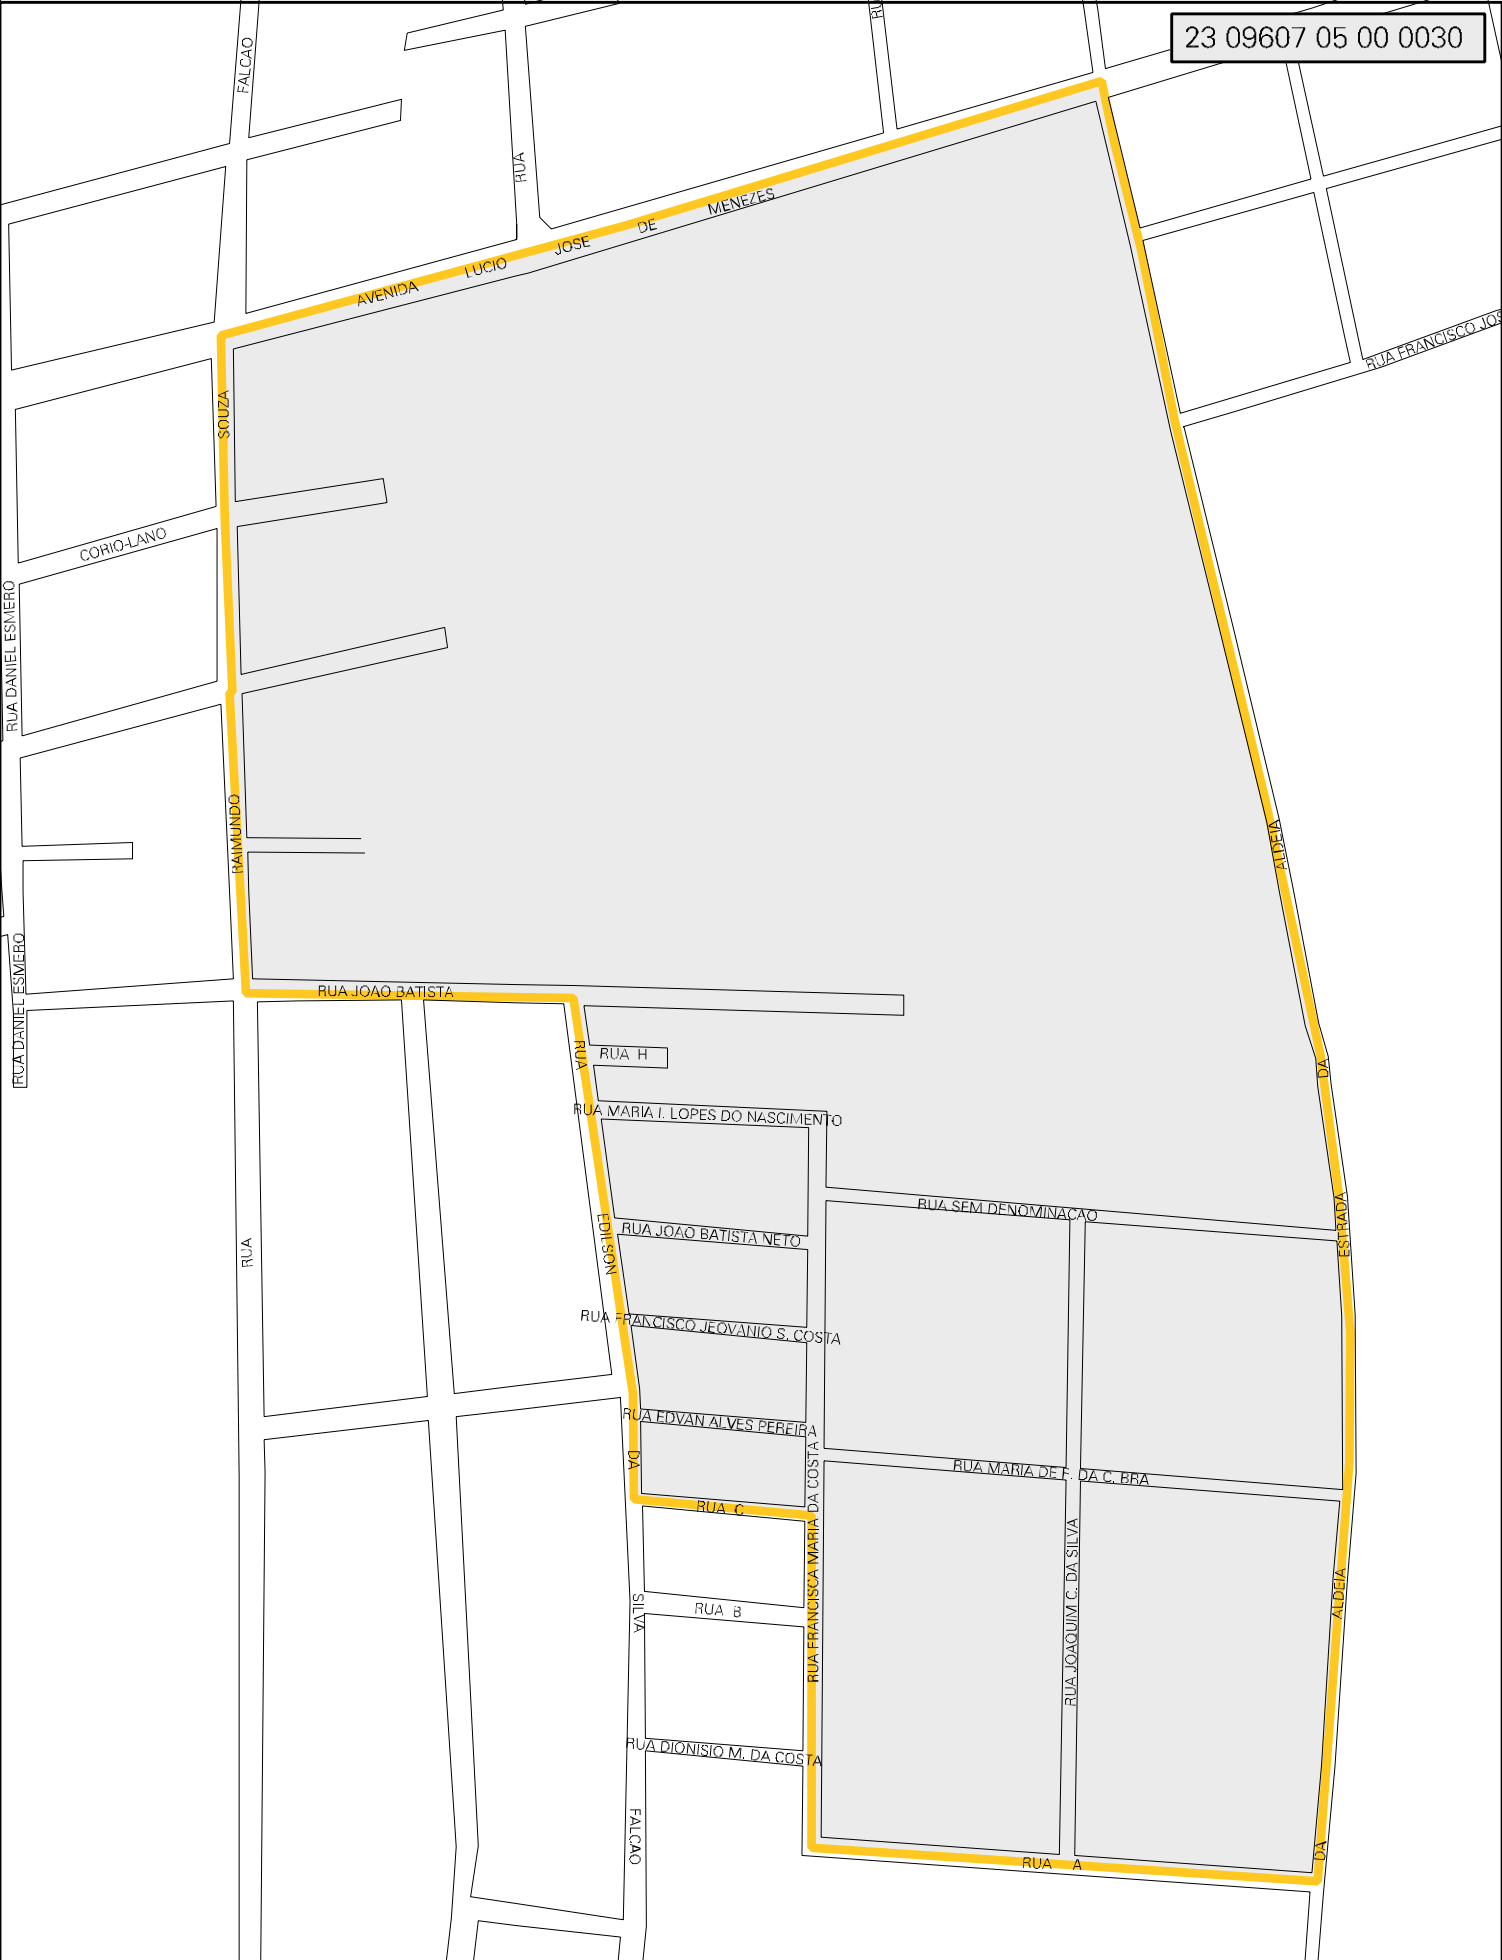 23 09607 05 00 0030
FALCAO
RU
RUA
AVENIDA LUCIO JOSE DE MENEZES
RUA FRANCISCO JOS
SOUZA
CORIO-LANO
RUA DANIEL ESMERO
RAIMUNDO
ALDEIA
RUA DANIEL ESMERO
RUA JOAO BATISTA
RUA
RUA H
DA
RUA MARIA I. LOPES DO NASCIMENTO
RUA SEM DENOMINACAO
ESTRADA
RUA JOAO BATISTA NETO
EDILSON
RUA
RUA FRANCISCO JEOVANIO S. COSTA
RUA EDVAN ALVES PEREIRA
DA
RUA MARIA DE F. DA C. BRA
RUA C
RUA FRANCISCA MARIA DA COSTA
RUA JOAQUIM C. DA SILVA
ALDEIA
RUA B
SILVA
RUA DIONISIO M. DA COSTA
FALCAO
RUA A
DA